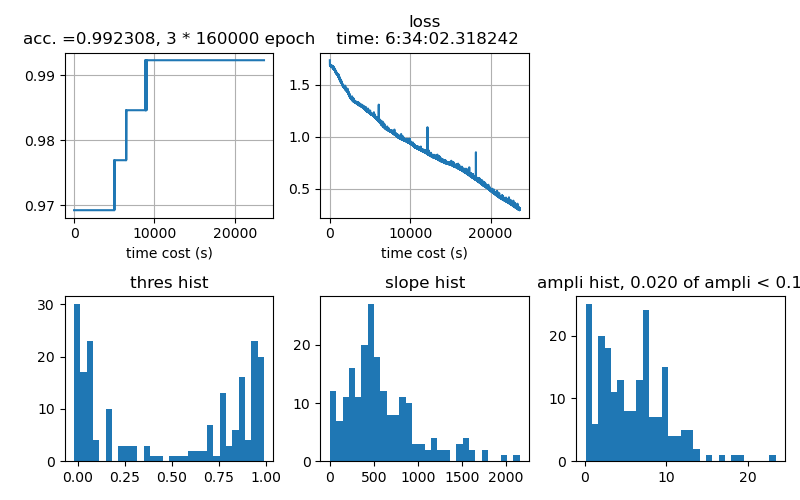 acc. =0.992308, 3 * 160000 epoch
loss
time: 6:34:02.318242
0.99
0.98
0.97
0 10000 20000
time cost (s)
1.5
1.0
0.5
0 10000 20000
time cost (s)
thres hist
30
20
10
0
0.00 0.25 0.50 0.75 1.00
slope hist
20
10
0
0 500 1000 1500 2000
ampli hist, 0.020 of ampli < 0.1
20
10
0
0 10 20